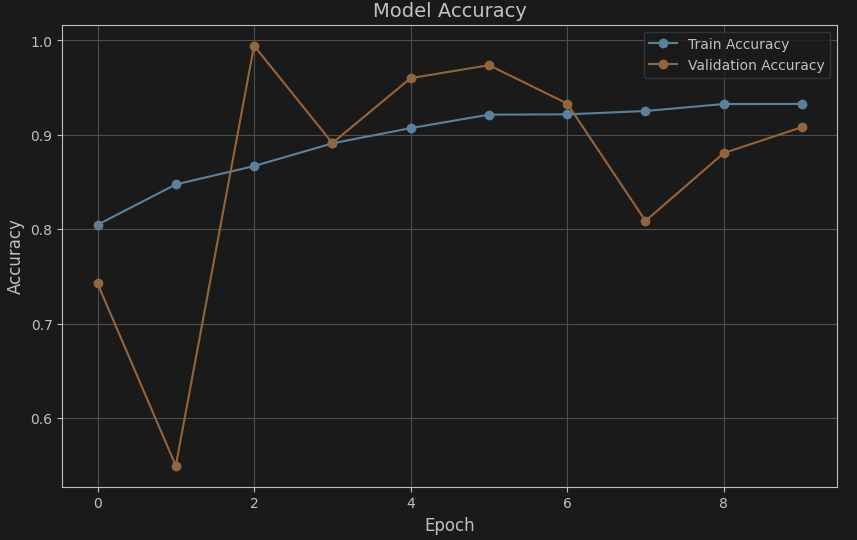 Model Accuracy
Train Accuracy
Validation Accuracy
1.0
0.9
0.8
0.7
0.6
Accuracy
0
2
4
6
8
Epoch